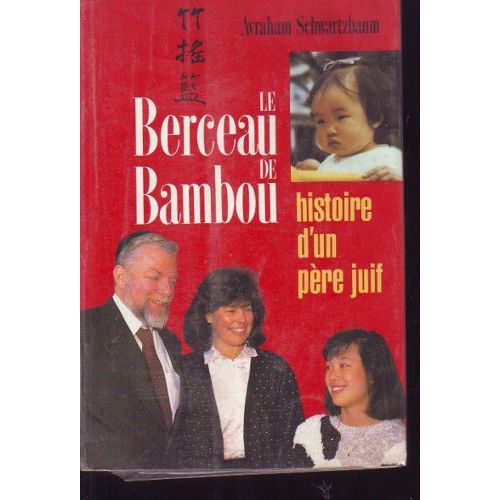 Avraham Schwartzbaum
竹搖籃
LE
Berceau
DE
Bambou
histoire
d'un
père juif